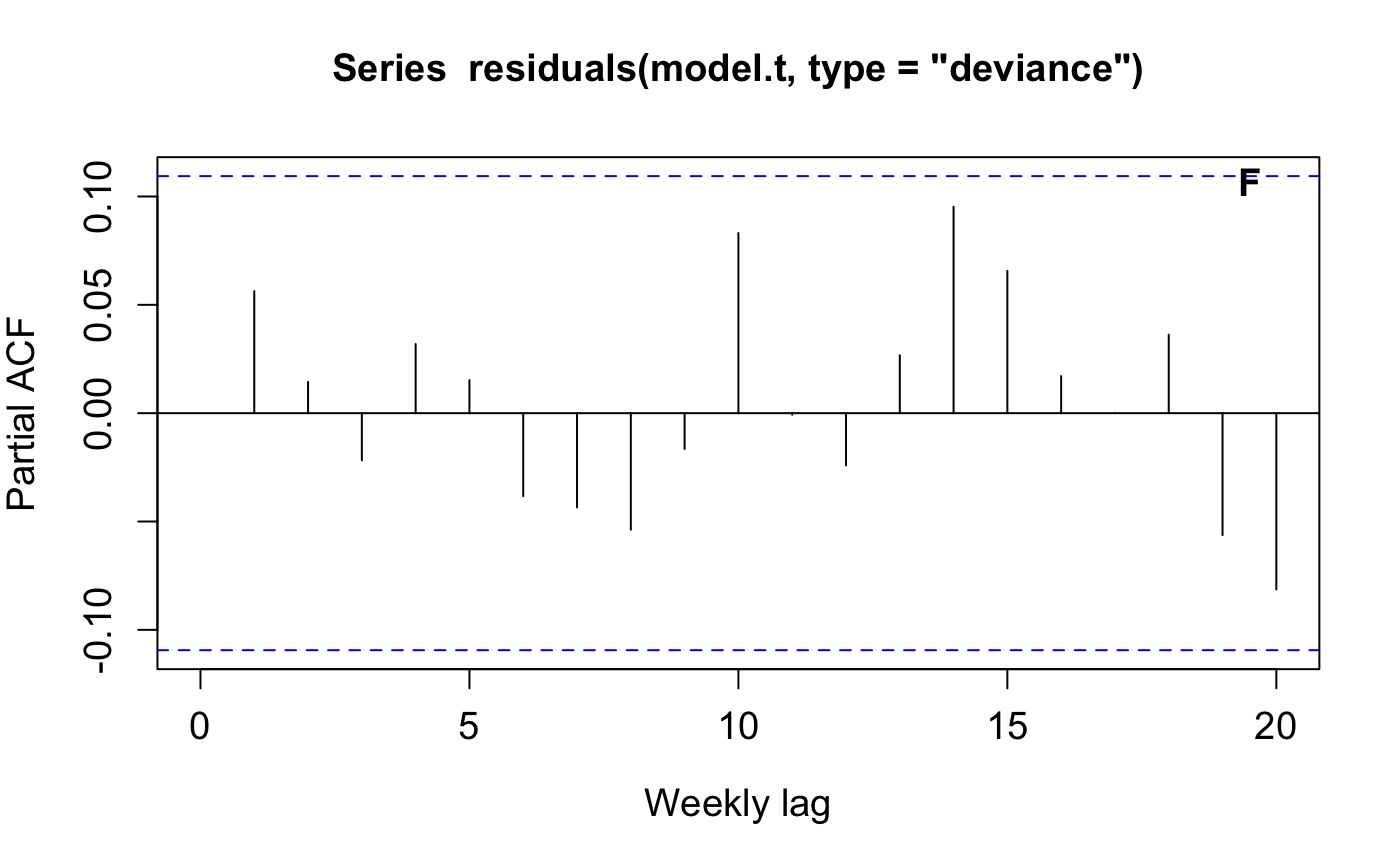 Series  residuals(model.t, type = "deviance")
F
Partial ACF
0.10
0.05
0.00
-0.10
0 5 10 15 20
Weekly lag